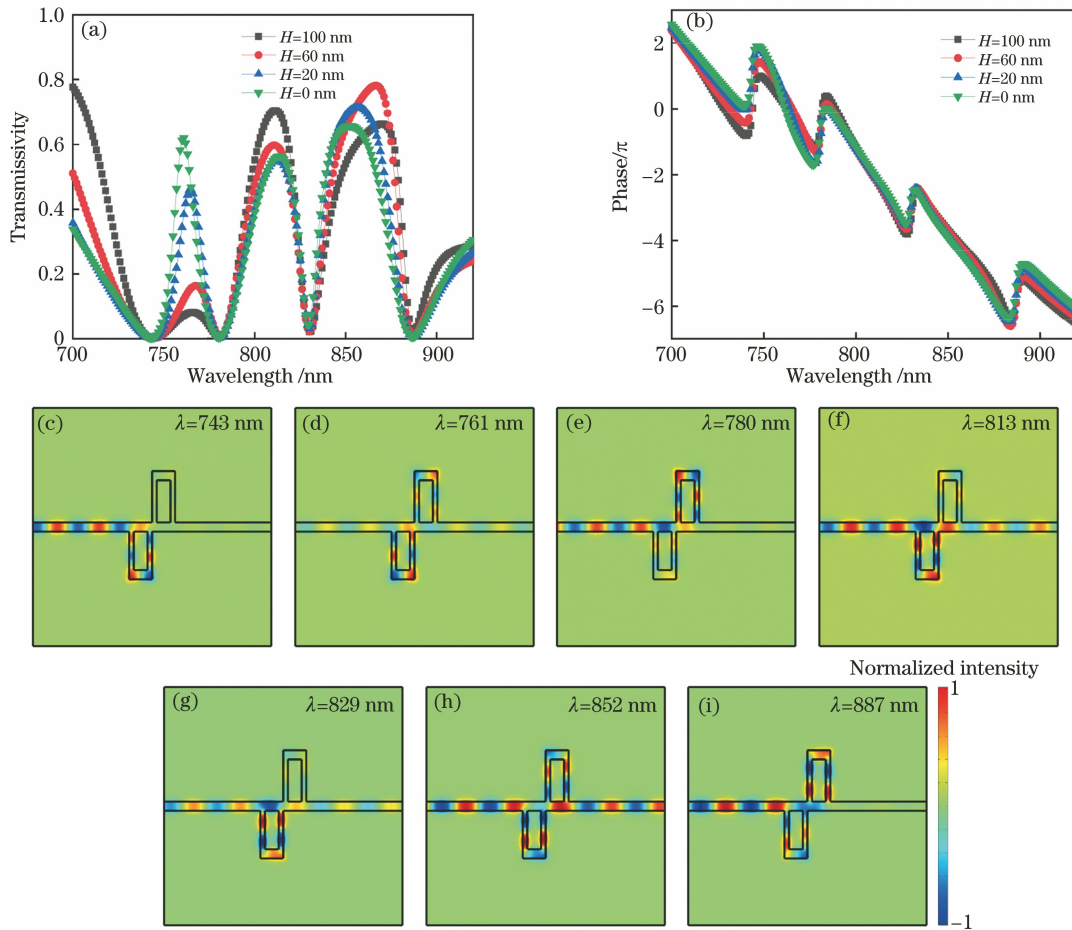 (a)
1.0
0.8
0.6
0.4
0.2
0
Transmissivity
H=100 nm
H=60 nm
H=20 nm
H=0 nm
700 750 800 850 900
Wavelength /nm
(b)
2
0
−2
−4
−6
Phase/π
H=100 nm
H=60 nm
H=20 nm
H=0 nm
700 750 800 850 900
Wavelength /nm
(c) λ=743 nm
(d) λ=761 nm
(e) λ=780 nm
(f) λ=813 nm
(g) λ=829 nm
(h) λ=852 nm
(i) λ=887 nm
Normalized intensity
1
−1